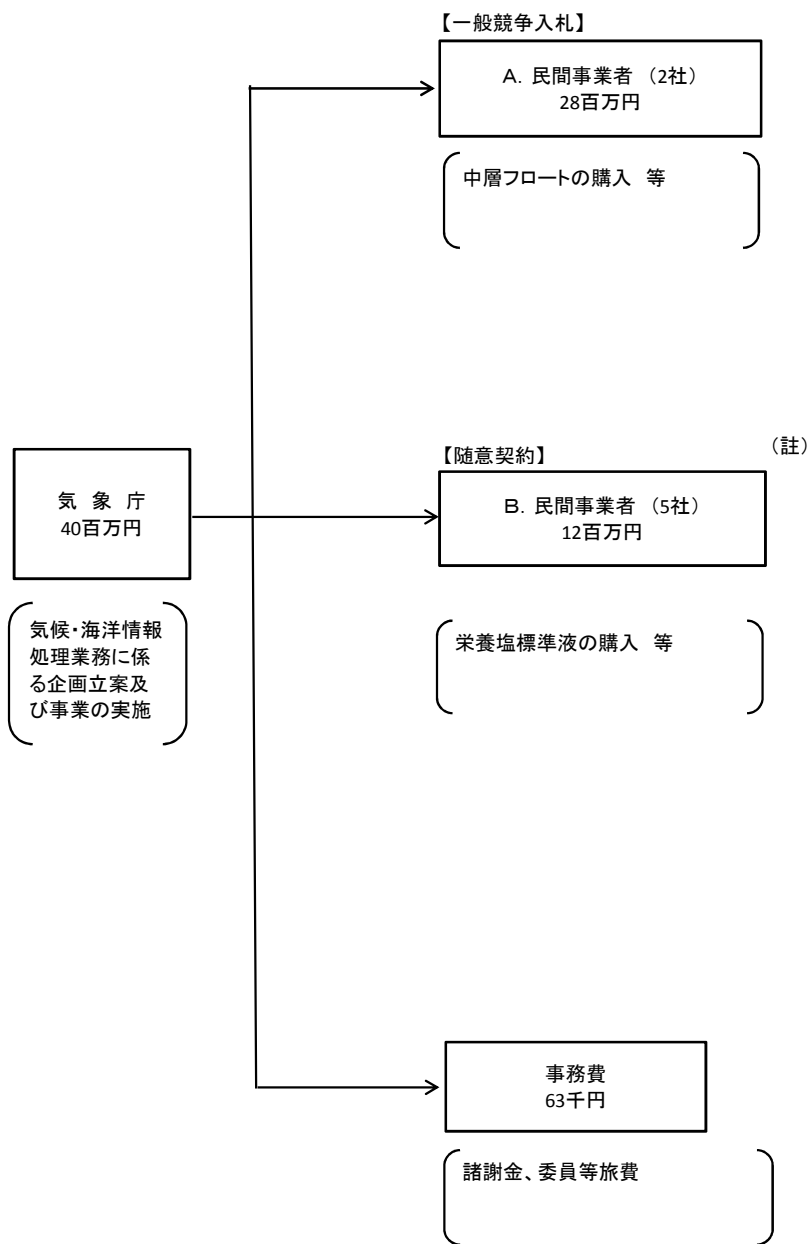 【一般競争入札】
A．民間事業者　（2社）
28百万円
中層フロートの購入　等
【随意契約】
（註）
B．民間事業者　（5社）
12百万円
栄養塩標準液の購入　等
気　象　庁
40百万円
気候・海洋情報
処理業務に係
る企画立案及
び事業の実施
事務費
63千円
諸謝金、委員等旅費